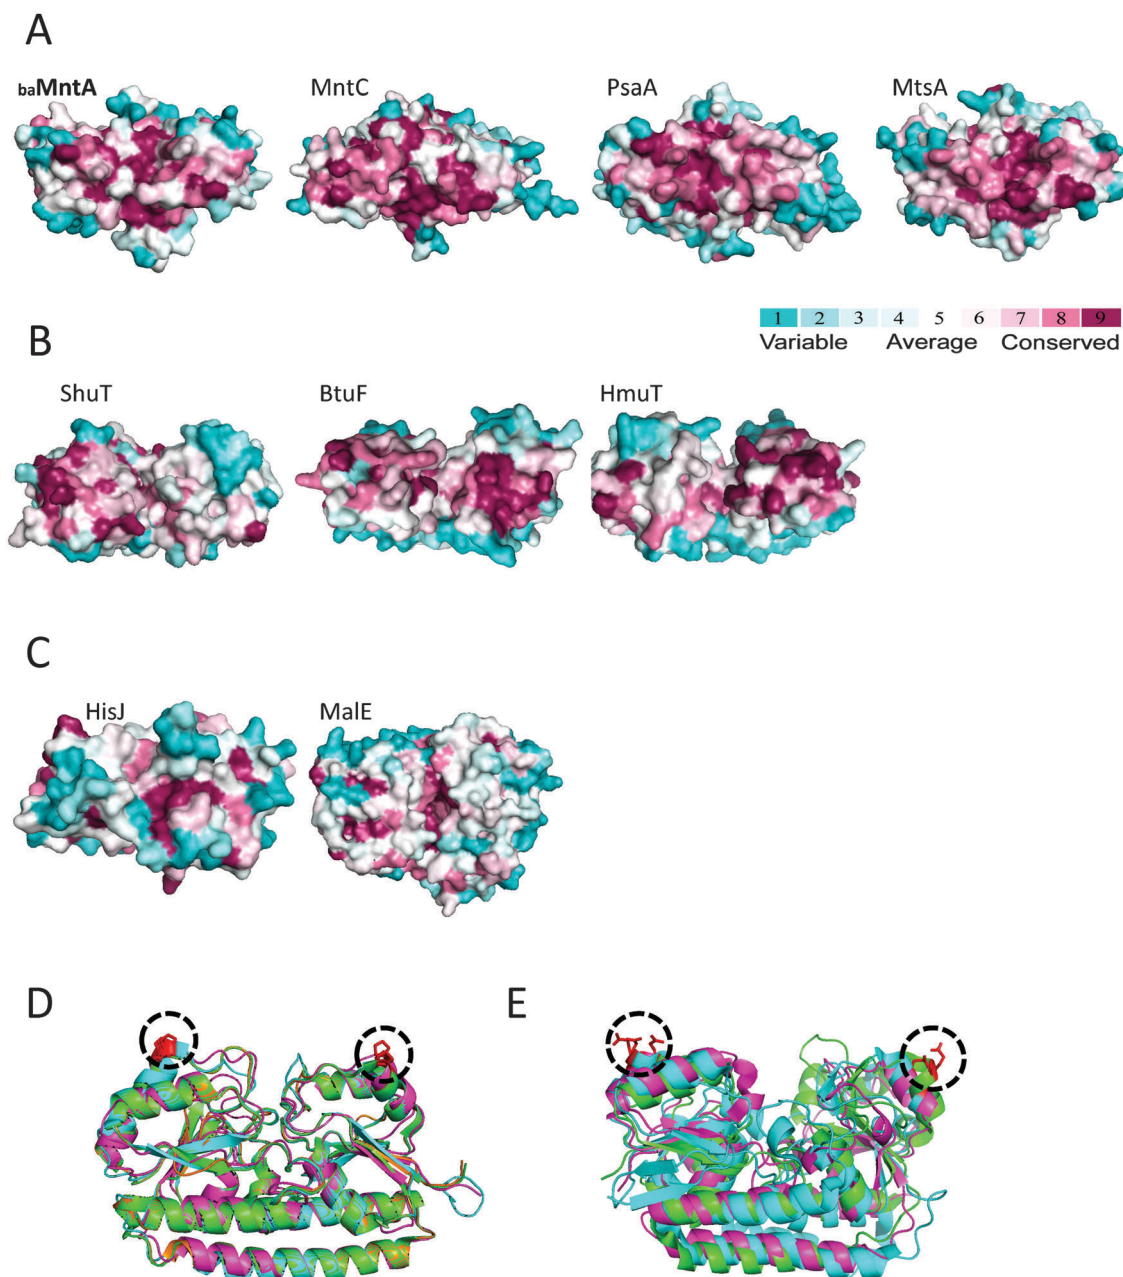 A
baMntA MntC PsaA MtsA
1 2 3 4 5 6 7 8 9
Variable Average Conserved
B
ShuT BtuF HmuT
C
HisJ MalE
D E